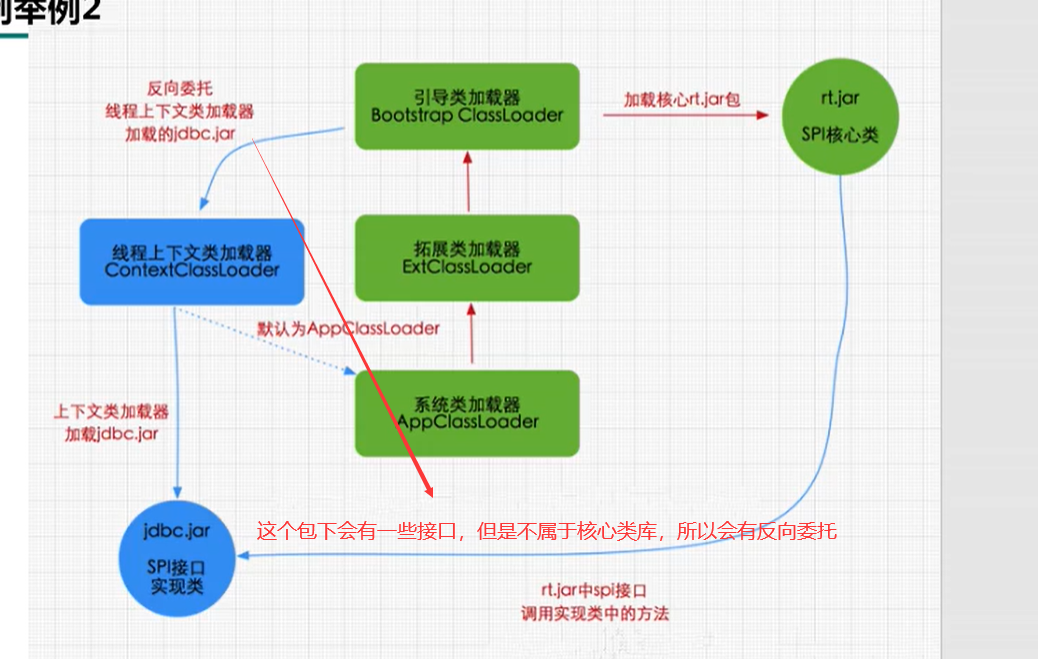 举例2
反向委托
线程上下文类加载器
加载的jdbc.jar
引导类加载器
Bootstrap ClassLoader
加载核心rt.jar包
rt.jar
SPI核心类
线程上下文类加载器
ContextClassLoader
拓展类加载器
ExtClassLoader
默认为AppClassLoader
系统类加载器
AppClassLoader
上下文类加载器
加载jdbc.jar
jdbc.jar
SPI接口
实现类
这个包下会有一些接口，但是不属于核心类库，所以会有反向委托
rt.jar中spi接口
调用实现类中的方法